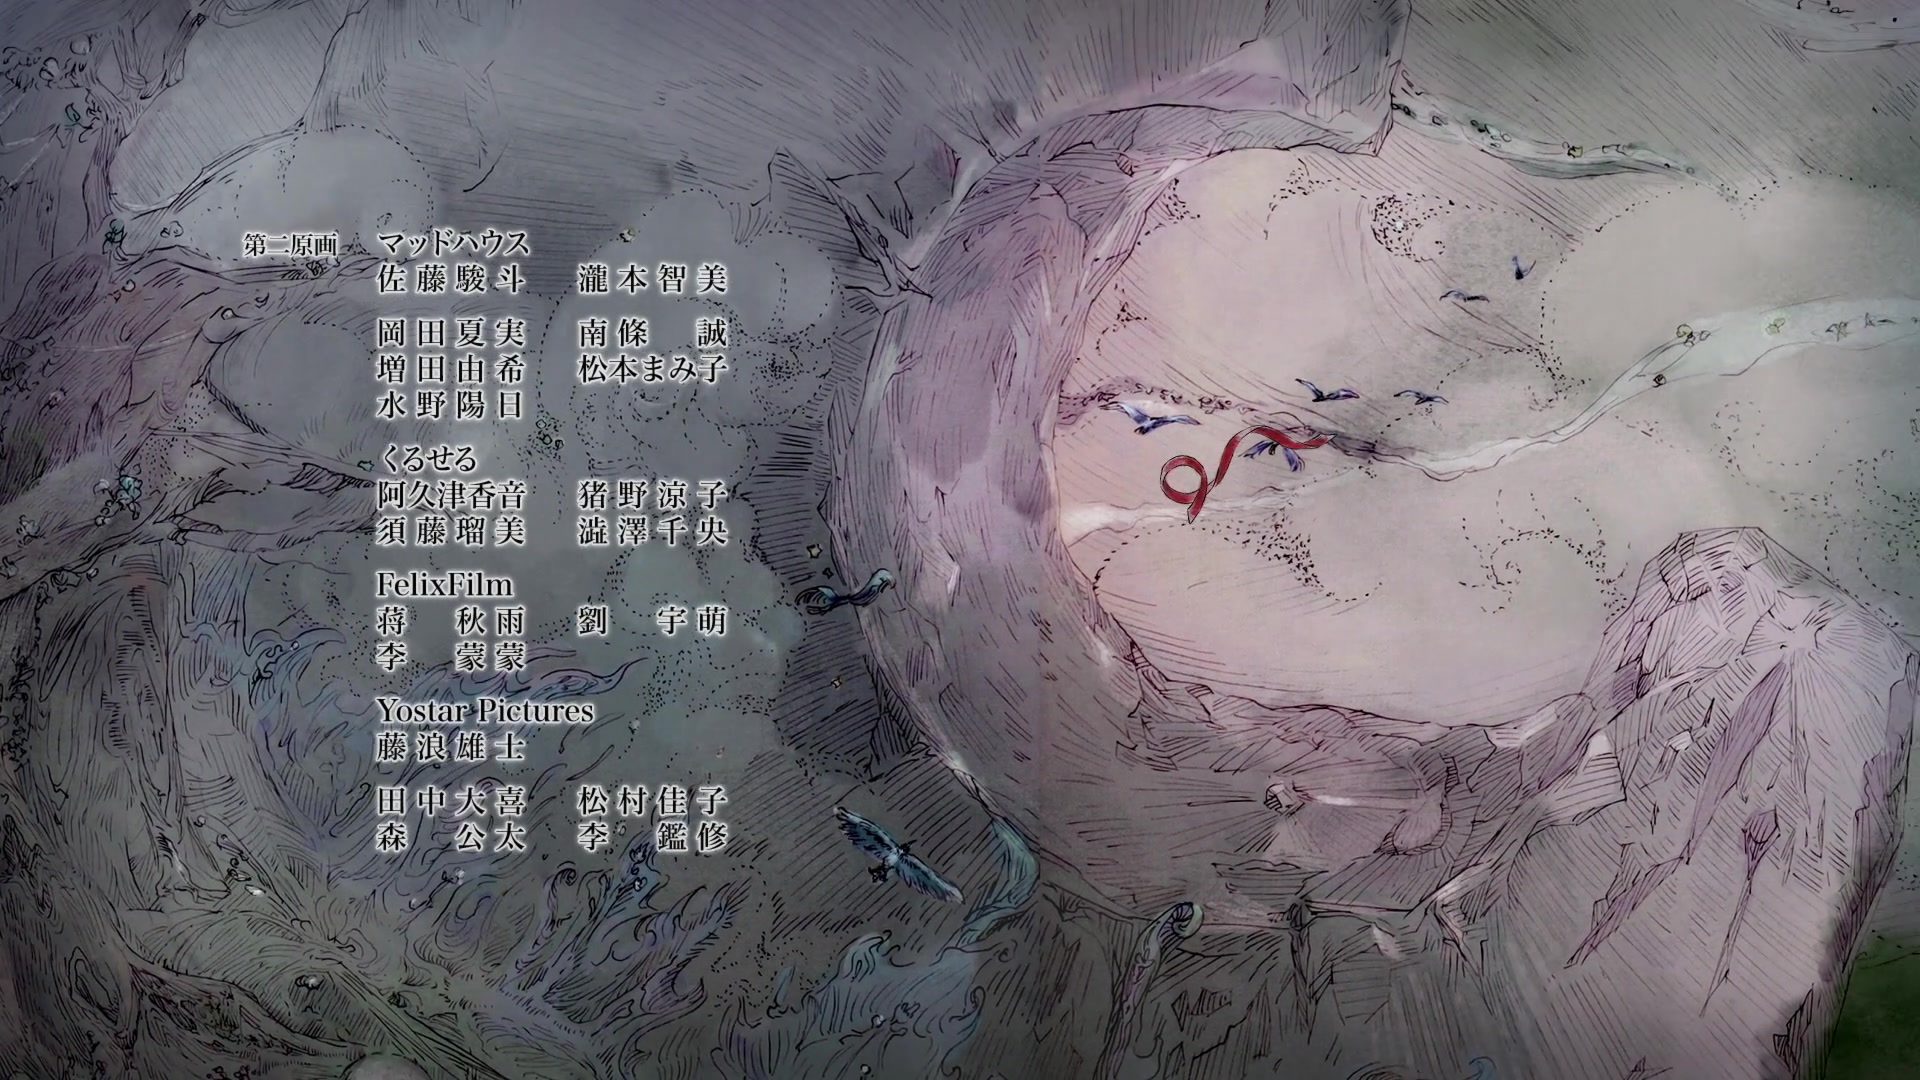 第二原画 マッドハウス
佐藤駿斗 瀧本智美
岡田夏実 南條 誠
増田由希 松本まみ子
水野陽日
くるせる
阿久津香音 猪野涼子
須藤瑠美 澁澤千央
FelixFilm
蒋 秋雨 劉 宇萌
李 蒙蒙
Yostar Pictures
藤浪雄士
田中大喜 松村佳子
森 公太 李 鑑修